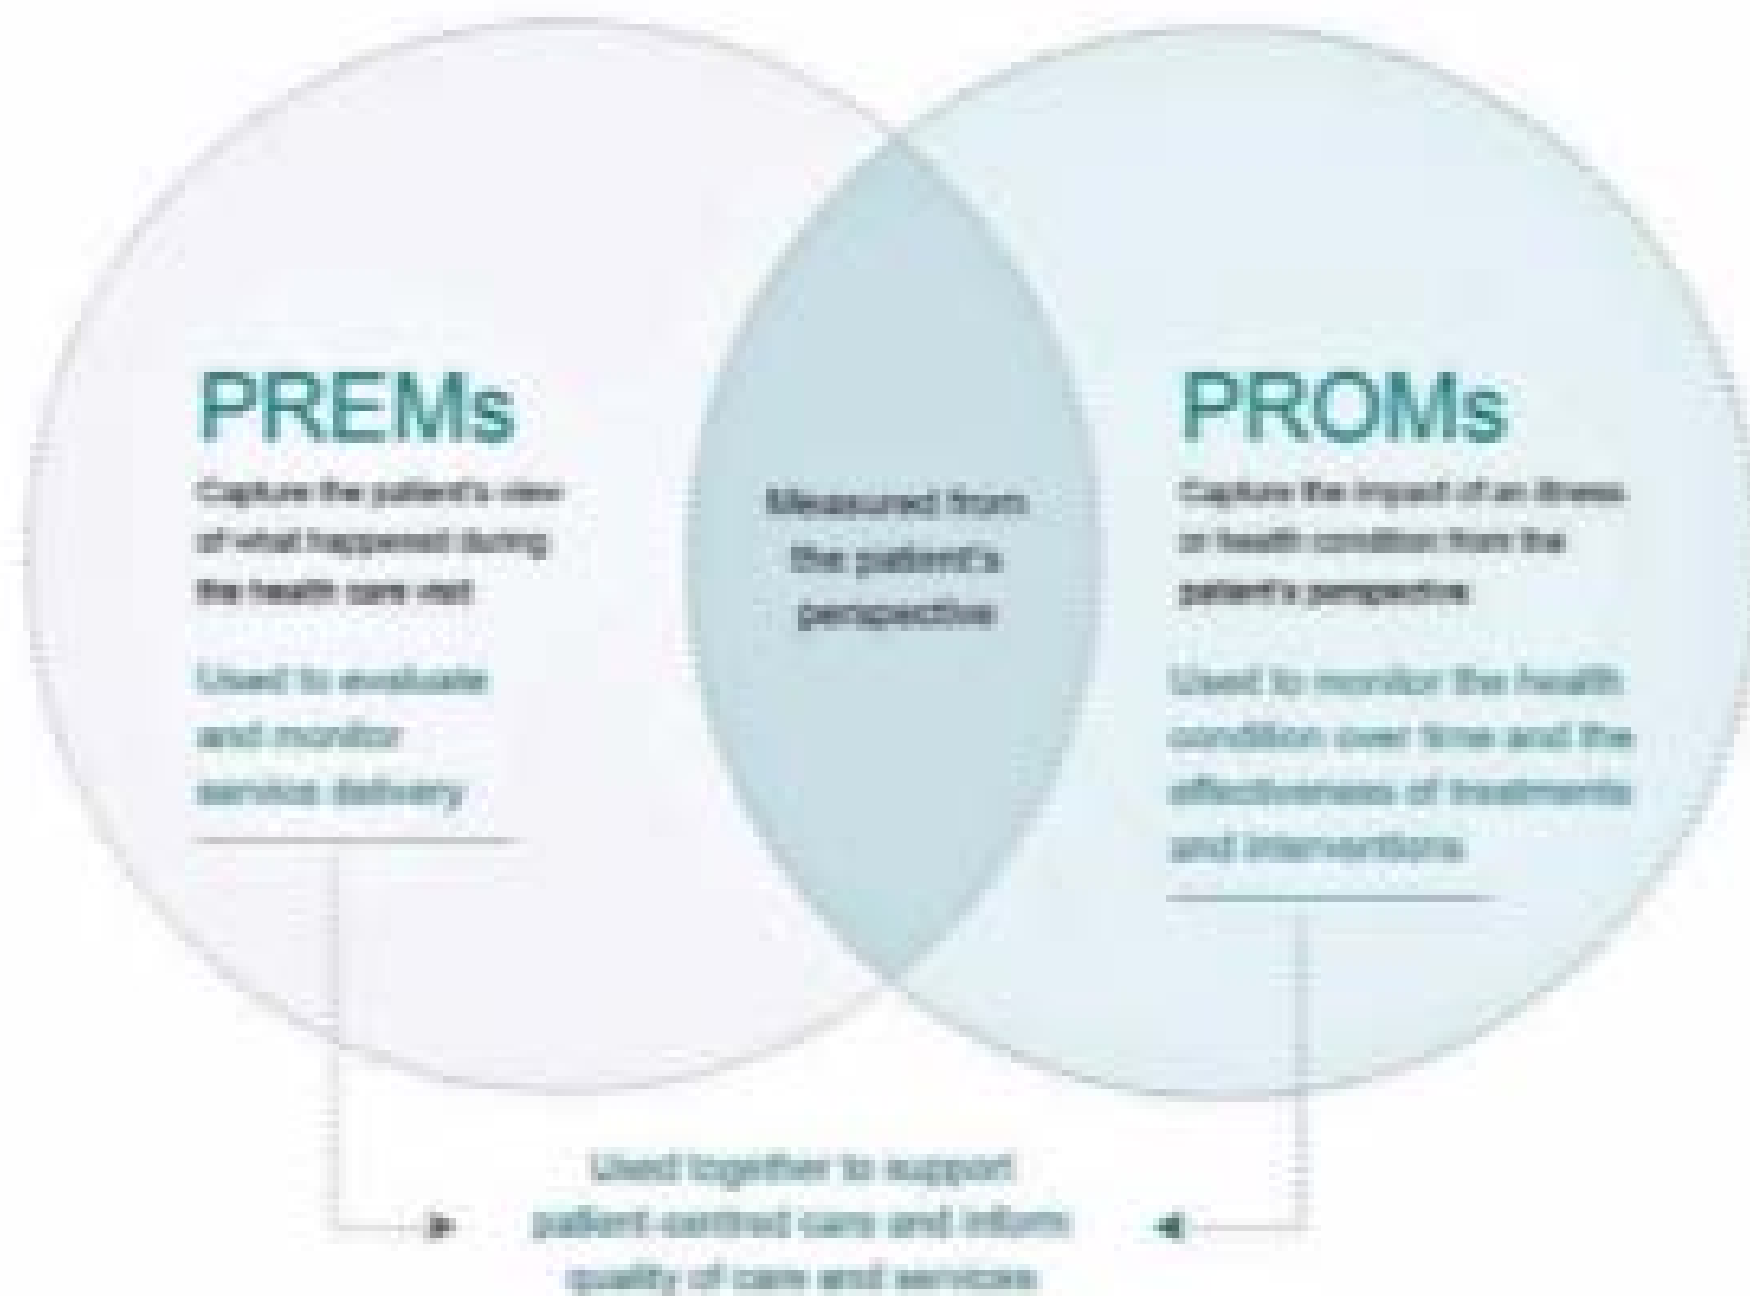 PREMs
Capture the patient's view
of what happened during
the health care visit
Used to evaluate
and monitor
service delivery
Measured from
the patient's
perspective
PROMs
Capture the impact of an illness
or health condition from the
patient's perspective
Used to monitor the health
condition over time and the
effectiveness of treatments
and interventions
Used together to support
patient-centred care and inform
quality of care and services